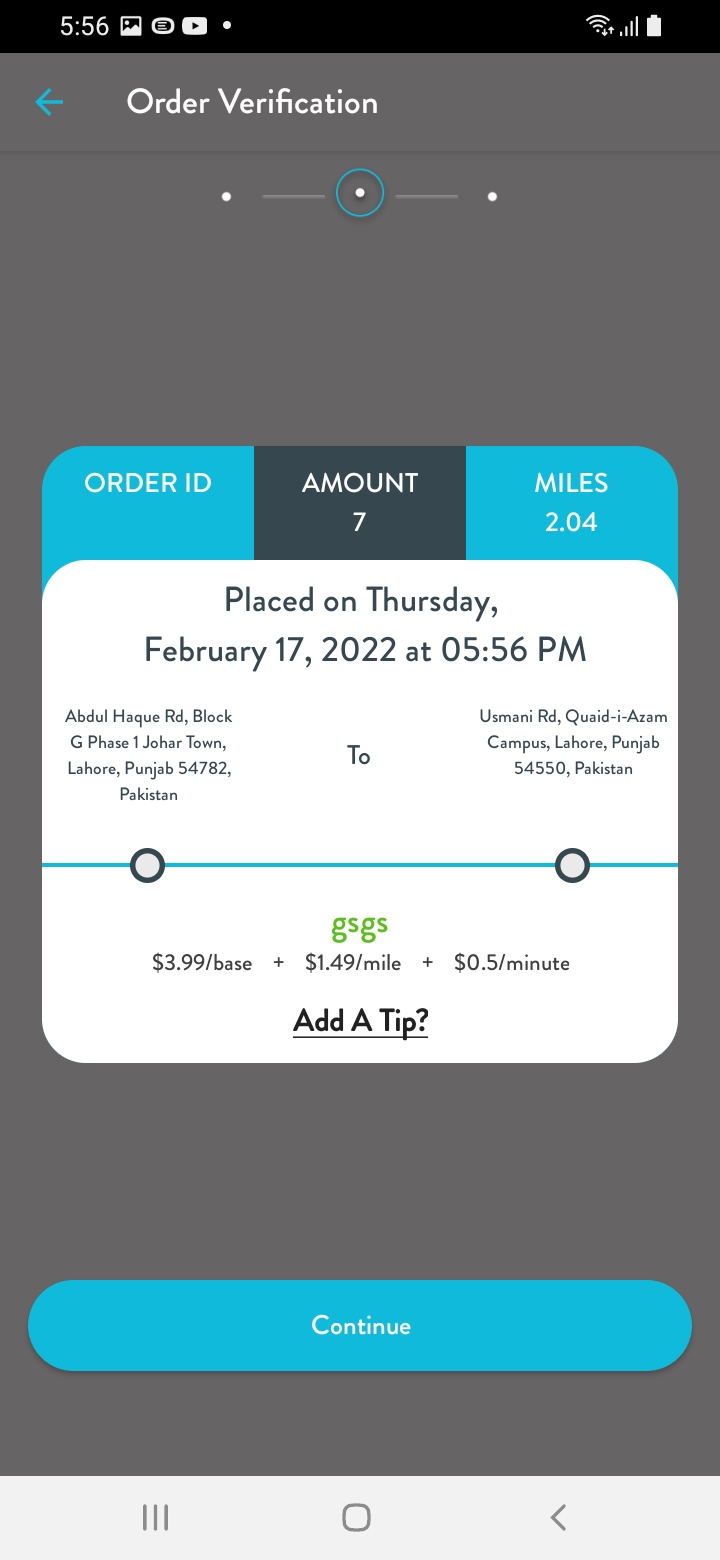 5:56
Order Verification
ORDER ID
AMOUNT
MILES
7
2.04
Placed on Thursday,
February 17, 2022 at 05:56 PM
Abdul Haque Rd, Block
G Phase 1 Johar Town,
Lahore, Punjab 54782,
Pakistan
To
Usmani Rd, Quaid-i-Azam
Campus, Lahore, Punjab
54550, Pakistan
gsgs
$3.99/base + $1.49/mile + $0.5/minute
Add A Tip?
Continue